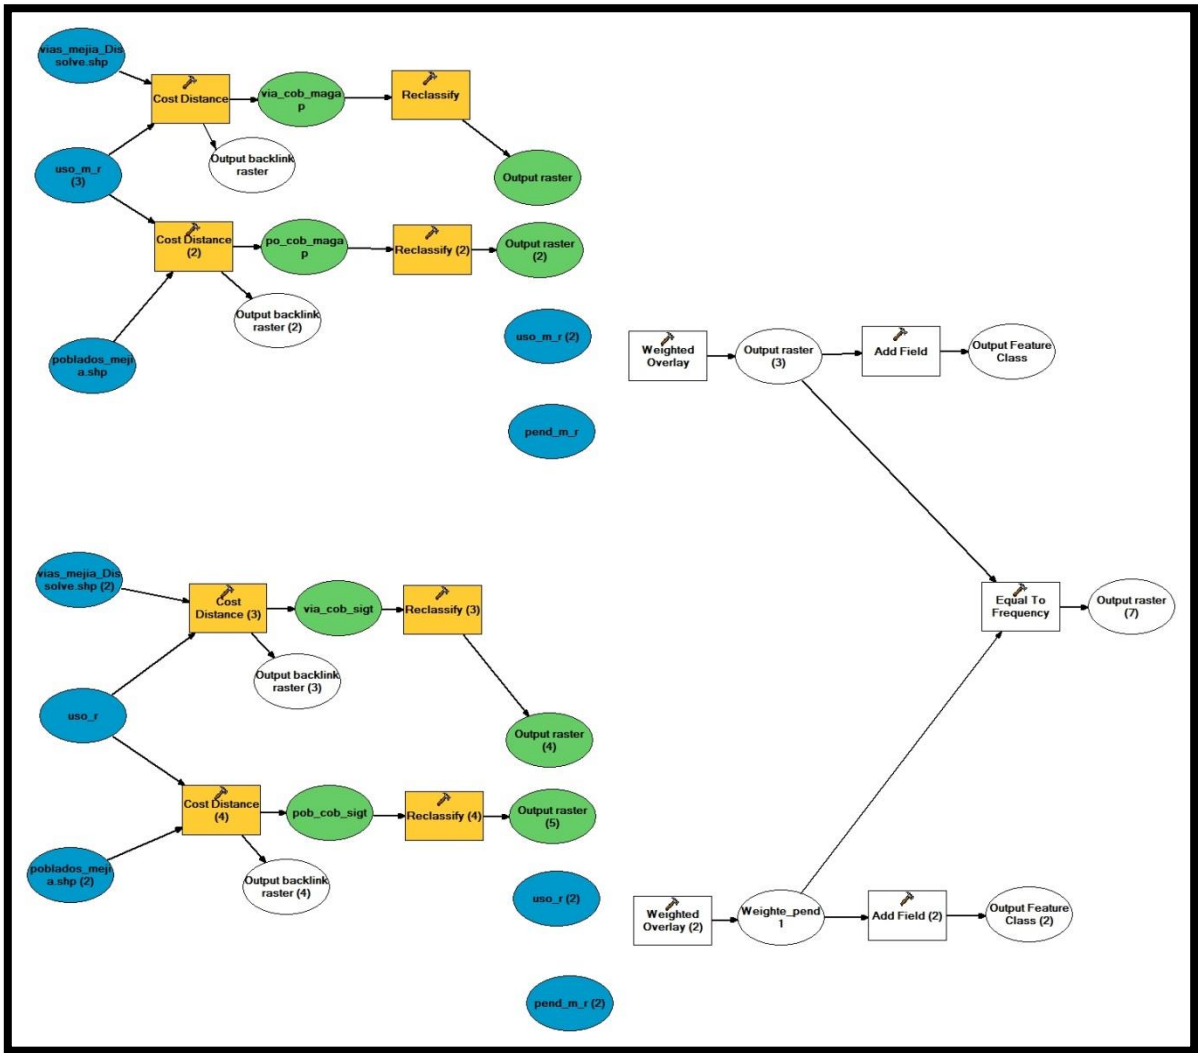 vias_mejia_Dis
solve.shp
Cost Distance
via_cob_maga
p
Reclassify
Output backlink
raster
uso_m_r
(3)
Output raster
Cost Distance
(2)
po_cob_maga
p
Reclassify (2)
Output raster
(2)
Output backlink
raster (2)
poblados_meji
a.shp
uso_m_r (2)
Weighted
Overlay
Output raster
(3)
Add Field
Output Feature
Class
pend_m_r
vias_mejia_Dis
solve.shp (2)
Cost
Distance (3)
via_cob_sigt
Reclassify (3)
Equal To
Frequency
Output raster
(7)
Output backlink
raster (3)
uso_r
Output raster
(4)
Cost Distance
(4)
pob_cob_sigt
Reclassify (4)
Output raster
(5)
poblados_meji
a.shp (2)
Output backlink
raster (4)
uso_r (2)
Weighted
Overlay (2)
Weighte_pend
1
Add Field (2)
Output Feature
Class (2)
pend_m_r (2)